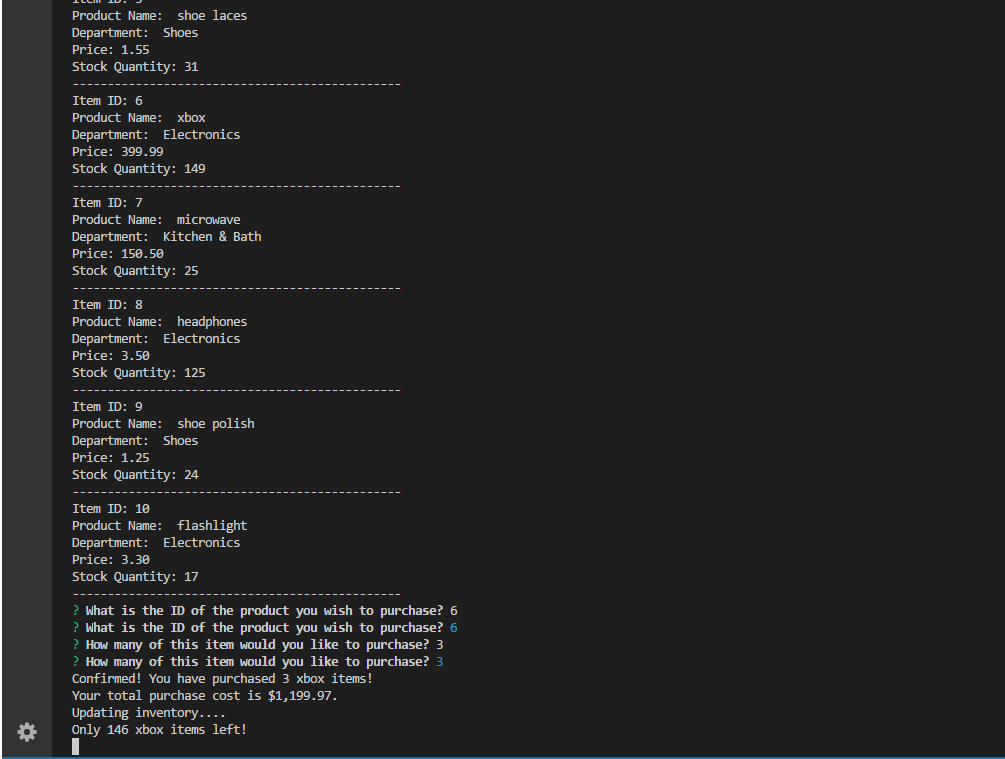 Item ID: 5
Product Name:  shoe laces
Department:  Shoes
Price: 1.55
Stock Quantity: 31
-----------------------------------------------
Item ID: 6
Product Name:  xbox
Department:  Electronics
Price: 399.99
Stock Quantity: 149
-----------------------------------------------
Item ID: 7
Product Name:  microwave
Department:  Kitchen & Bath
Price: 150.50
Stock Quantity: 25
-----------------------------------------------
Item ID: 8
Product Name:  headphones
Department:  Electronics
Price: 3.50
Stock Quantity: 125
-----------------------------------------------
Item ID: 9
Product Name:  shoe polish
Department:  Shoes
Price: 1.25
Stock Quantity: 24
-----------------------------------------------
Item ID: 10
Product Name:  flashlight
Department:  Electronics
Price: 3.30
Stock Quantity: 17
-----------------------------------------------
? What is the ID of the product you wish to purchase? 6
? What is the ID of the product you wish to purchase? 6
? How many of this item would you like to purchase? 3
? How many of this item would you like to purchase? 3
Confirmed! You have purchased 3 xbox items!
Your total purchase cost is $1,199.97.
Updating inventory....
Only 146 xbox items left!